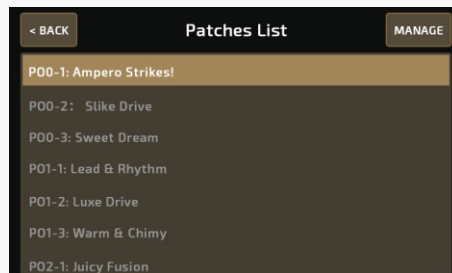 < BACK
Patches List
MANAGE
P00-1: Ampero Strikes!
P00-2: Slike Drive
P00-3: Sweet Dream
P01-1: Lead & Rhythm
P01-2: Luxe Drive
P01-3: Warm & Chimy
P02-1: Juicy Fusion